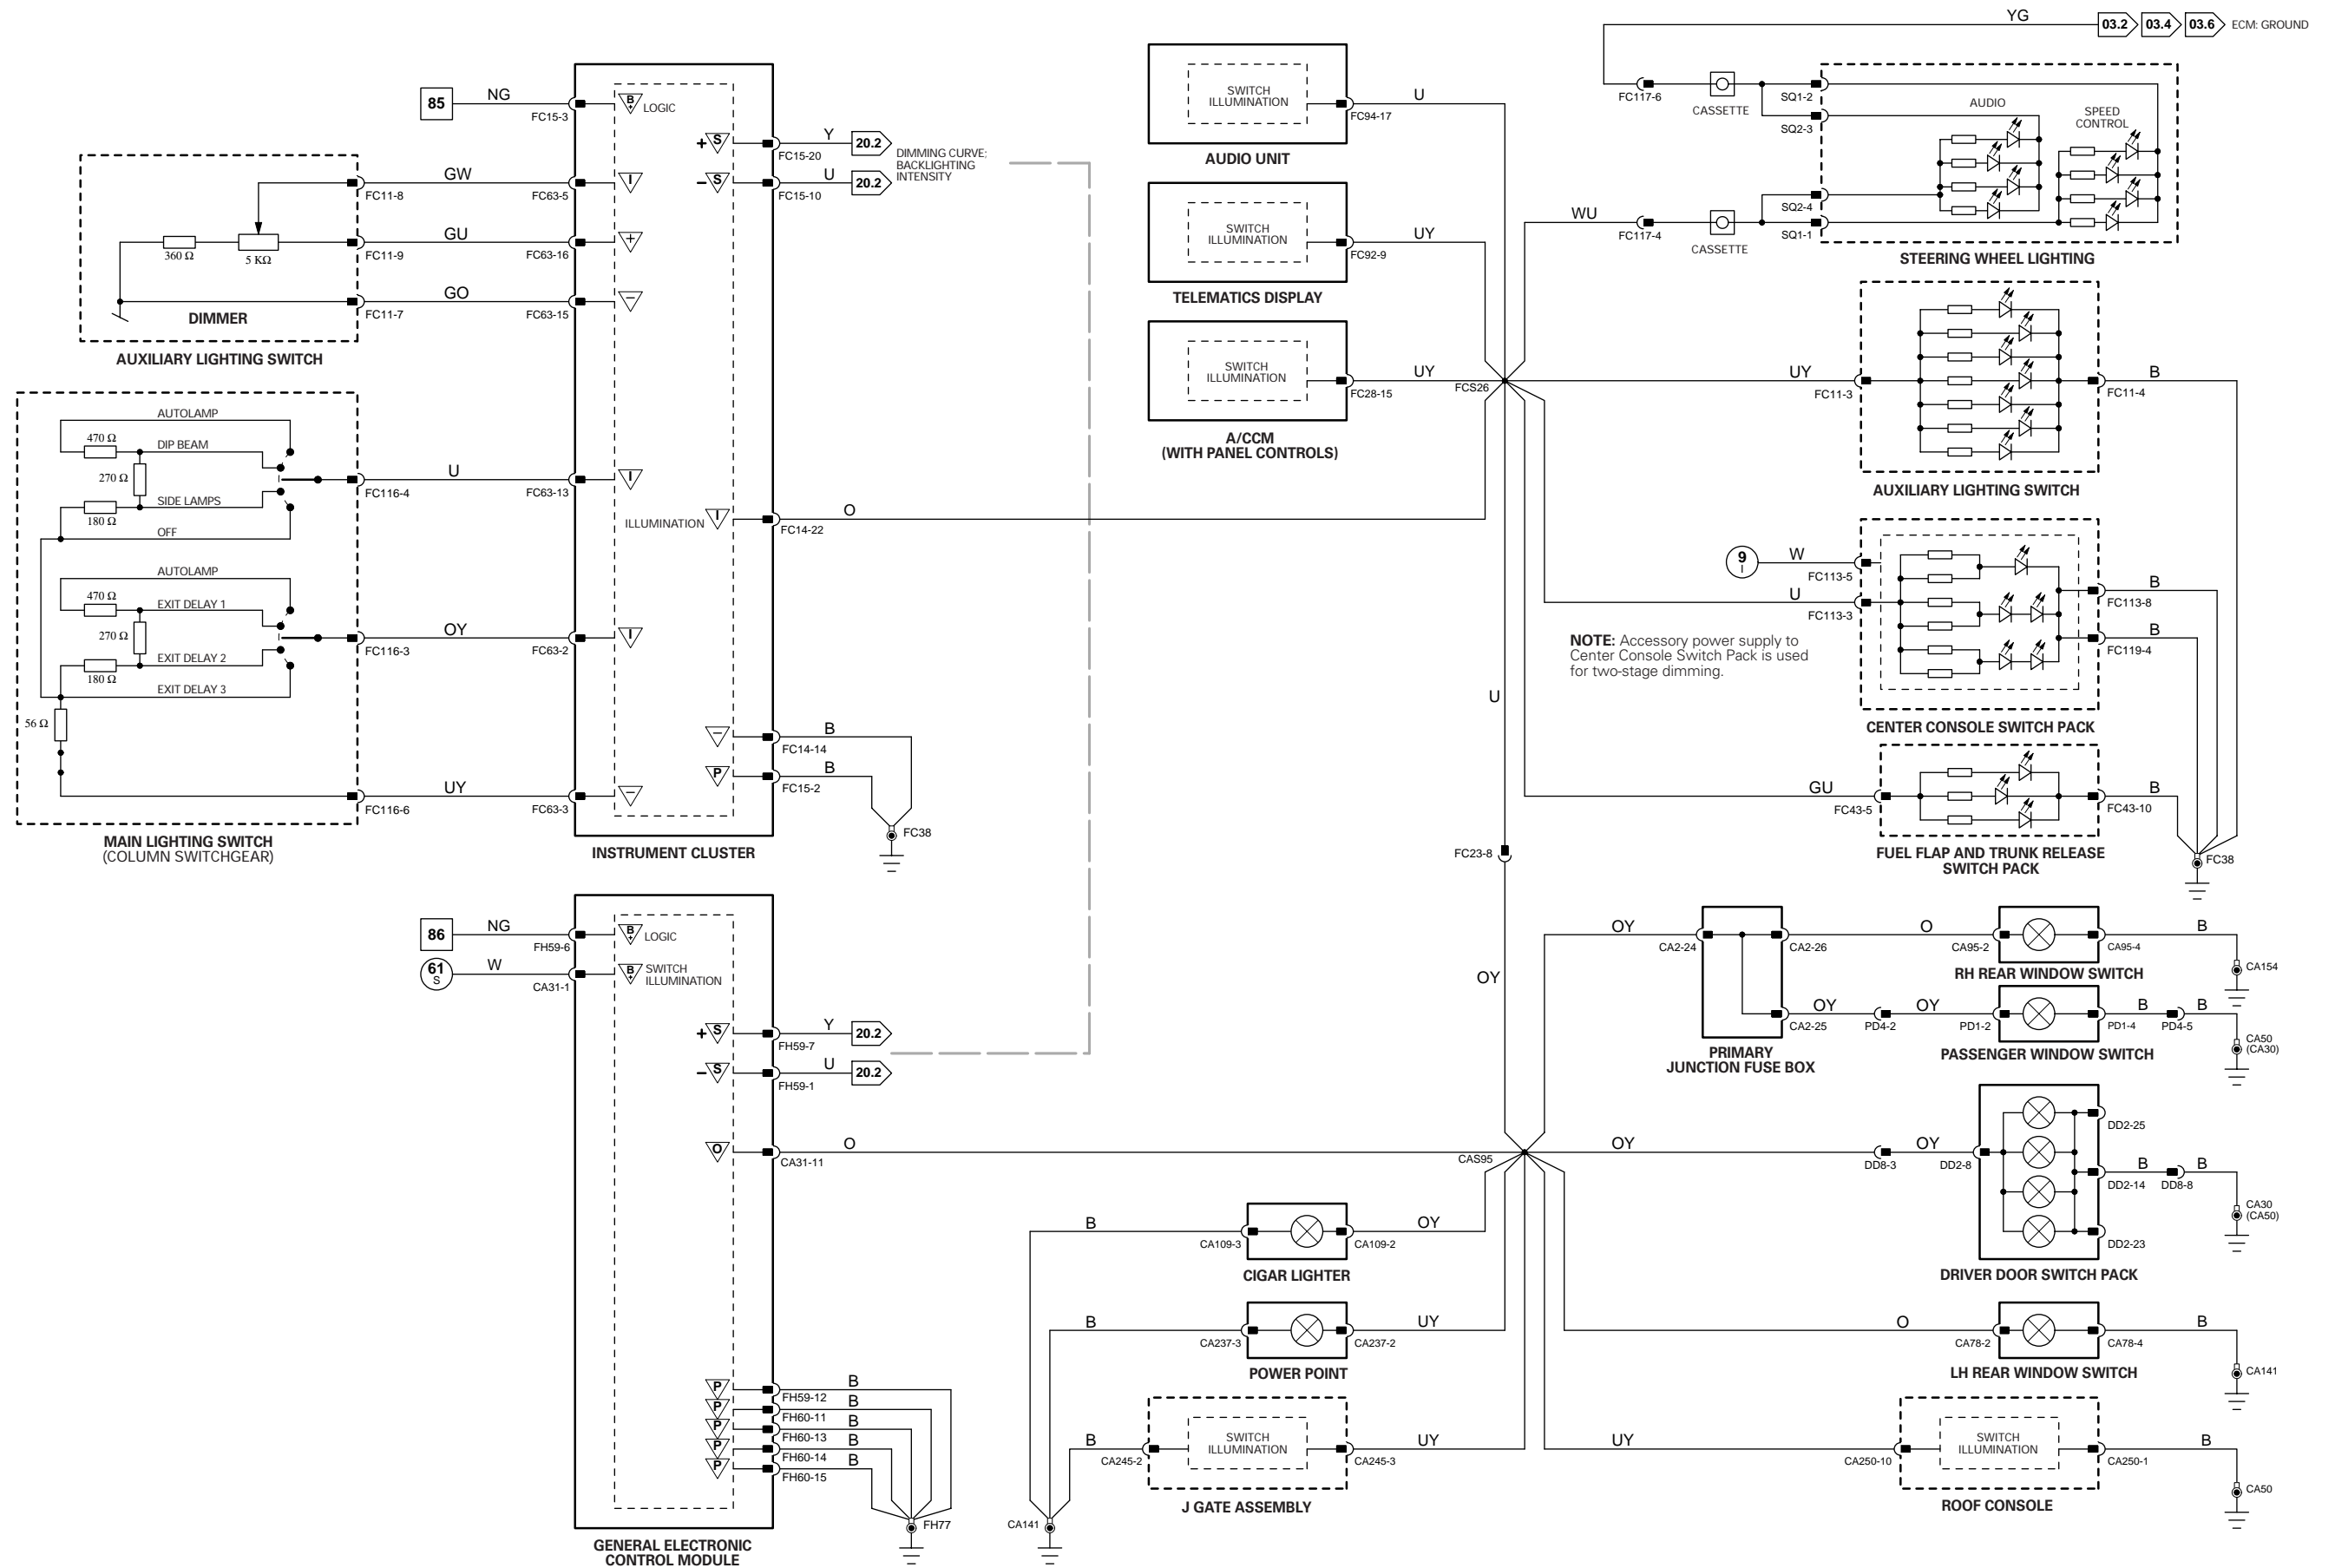 YG
03.2
03.4
03.6
ECM: GROUND
FC117-6
CASSETTE
SQ1-2
SQ2-3
AUDIO
SPEED
CONTROL
SQ2-4
SQ1-1
WU
FC117-4
CASSETTE
STEERING WHEEL LIGHTING
85
NG
FC15-3
B
+
LOGIC
+
S
FC15-20
Y
20.2
−
S
FC15-10
U
20.2
DIMMING CURVE;
BACKLIGHTING
INTENSITY
GW
FC11-8
FC63-5
I
GU
FC11-9
FC63-16
+
GO
FC11-7
FC63-15
−
360 Ω
5 KΩ
DIMMER
AUXILIARY LIGHTING SWITCH
AUTOLAMP
470 Ω
DIP BEAM
270 Ω
SIDE LAMPS
180 Ω
OFF
U
FC116-4
FC63-13
I
AUTOLAMP
470 Ω
EXIT DELAY 1
270 Ω
EXIT DELAY 2
180 Ω
EXIT DELAY 3
OY
FC116-3
FC63-2
I
56 Ω
UY
FC116-6
FC63-3
−
MAIN LIGHTING SWITCH
(COLUMN SWITCHGEAR)
ILLUMINATION
I
FC14-22
O
−
FC14-14
B
P
FC15-2
B
FC38
INSTRUMENT CLUSTER
SWITCH
ILLUMINATION
U
FC94-17
AUDIO UNIT
SWITCH
ILLUMINATION
UY
FC92-9
TELEMATICS DISPLAY
SWITCH
ILLUMINATION
UY
FC28-15
A/CCM
(WITH PANEL CONTROLS)
FCS26
UY
FC11-3
B
FC11-4
AUXILIARY LIGHTING SWITCH
9
I
W
FC113-5
U
FC113-3
B
FC113-8
B
FC119-4
NOTE: Accessory power supply to
Center Console Switch Pack is used
for two-stage dimming.
CENTER CONSOLE SWITCH PACK
U
GU
FC43-5
B
FC43-10
FUEL FLAP AND TRUNK RELEASE
SWITCH PACK
FC38
FC23-8
OY
86
NG
FH59-6
B
+
LOGIC
61
S
W
CA31-1
B
+
SWITCH
ILLUMINATION
+
S
FH59-7
Y
20.2
−
S
FH59-1
U
20.2
O
CA31-11
O
CAS95
P
FH59-12
B
P
FH60-11
B
P
FH60-13
B
P
FH60-14
B
P
FH60-15
B
FH77
GENERAL ELECTRONIC
CONTROL MODULE
OY
CA2-24
CA2-26
CA2-25
PRIMARY
JUNCTION FUSE BOX
O
CA95-2
CA95-4
B
CA154
RH REAR WINDOW SWITCH
OY
PD4-2
OY
PD1-2
PD1-4
B
PD4-5
B
CA50
(CA30)
PASSENGER WINDOW SWITCH
OY
DD8-3
OY
DD2-8
DD2-25
DD2-14
B
DD8-8
B
DD2-23
CA30
(CA50)
DRIVER DOOR SWITCH PACK
B
CA109-3
CA109-2
OY
CIGAR LIGHTER
B
CA237-3
CA237-2
UY
POWER POINT
B
CA245-2
SWITCH
ILLUMINATION
CA245-3
UY
J GATE ASSEMBLY
CA141
O
CA78-2
CA78-4
B
CA141
LH REAR WINDOW SWITCH
UY
CA250-10
SWITCH
ILLUMINATION
CA250-1
B
CA50
ROOF CONSOLE